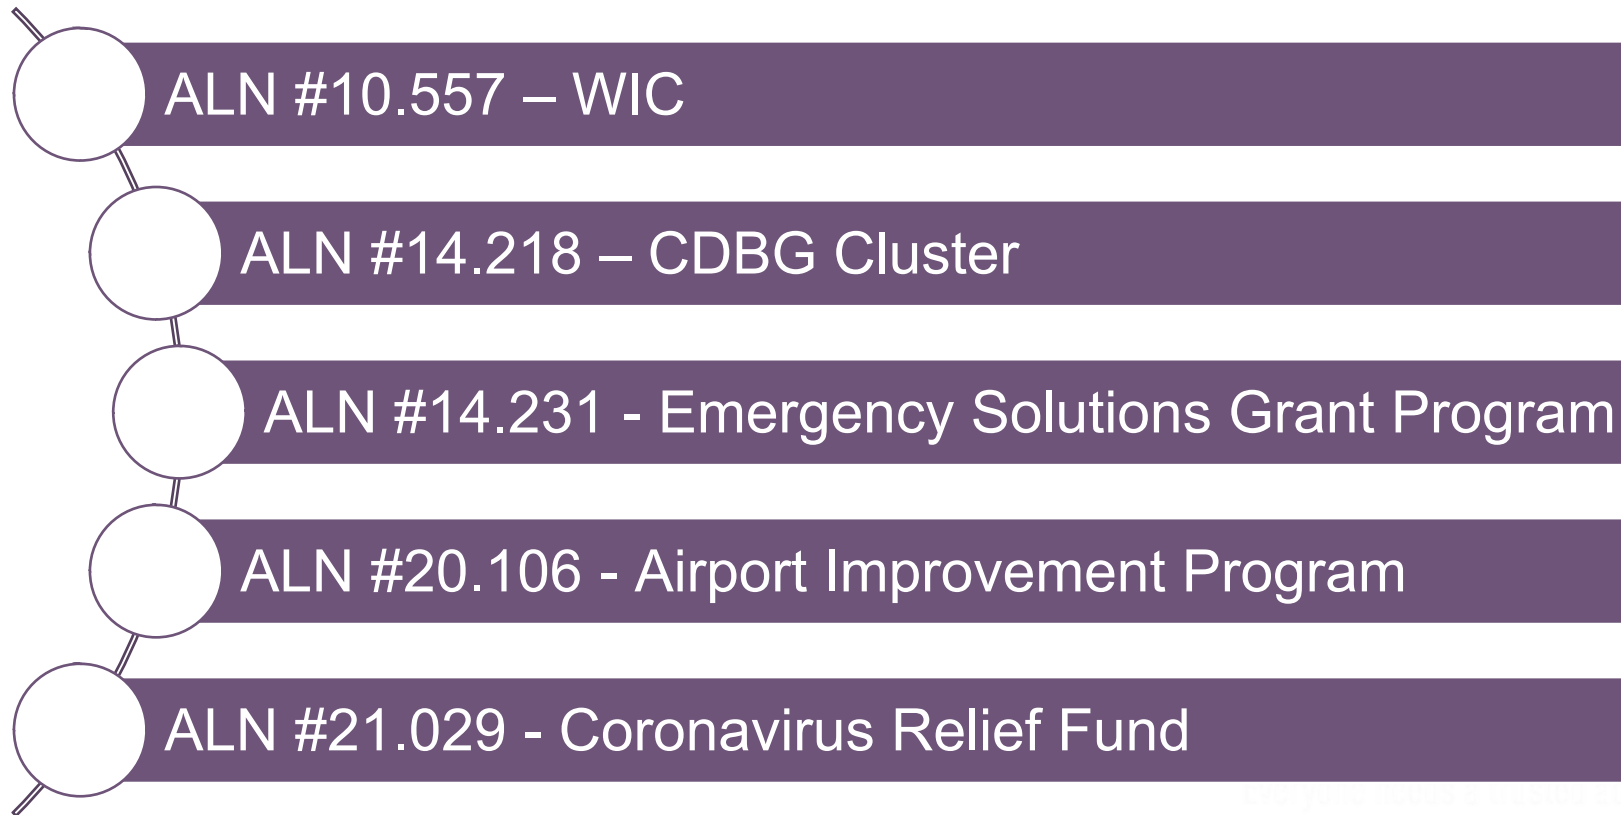 ALN #10.557 – WIC
ALN #14.218 – CDBG Cluster
ALN #14.231 - Emergency Solutions Grant Program
ALN #20.106 - Airport Improvement Program
ALN #21.029 - Coronavirus Relief Fund